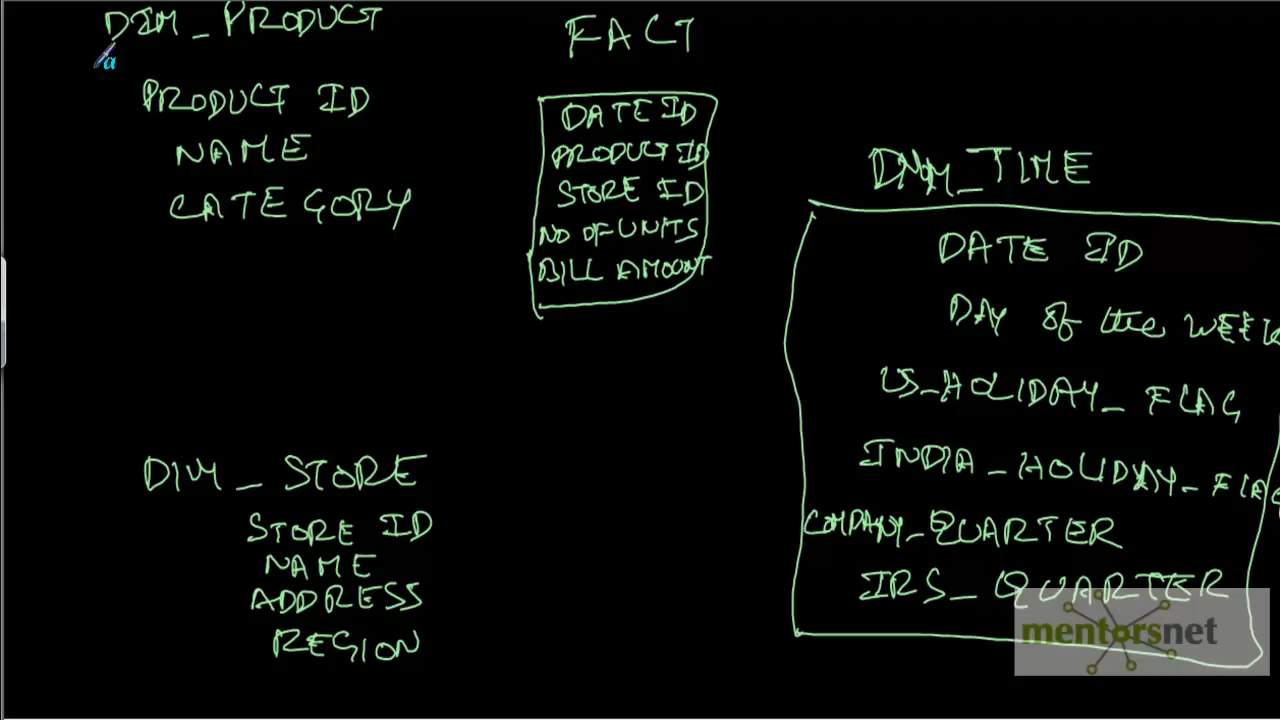 DIM_PRODUCT
PRODUCT ID
NAME
CATEGORY
FACT
DATE ID
PRODUCT ID
STORE ID
NO OF UNITS
BILL AMOUNT
DIM_TIME
DATE ID
DAY of the WEEK
US_HOLIDAY_FLAG
INDIA_HOLIDAY_FLAG
COMPANY_QUARTER
IRS_QUARTER
DIM_STORE
STORE ID
NAME
ADDRESS
REGION
mentorsnet